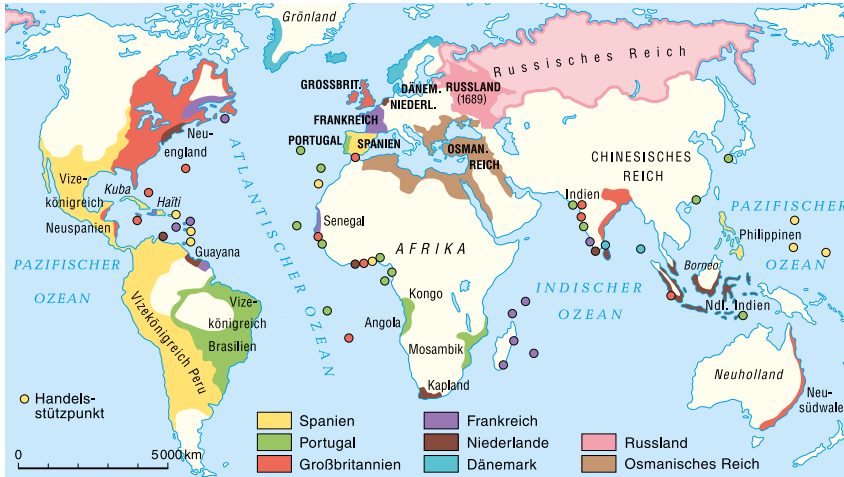 Grönland
Russisches Reich
GROSSBRIT.
DÄNEM.
RUSSLAND
(1689)
NIEDERL.
FRANKREICH
PORTUGAL
SPANIEN
OSMAN.
REICH
CHINESISCHES
REICH
Neu-
england
ATLANTISCHER OZEAN
Vize-
königreich
Neuspanien
Kuba
Haïti
Guayana
Senegal
AFRIKA
Indien
PAZIFISCHER
OZEAN
Philippinen
PAZIFISCHER
OZEAN
Borneo
Ndl. Indien
INDISCHER
OZEAN
Kongo
Angola
Mosambik
Kapland
Vizekönigreich Peru
Vize-
königreich
Brasilien
Neuholland
Neu-
südwale
Handels-
stützpunkt
0
5000 km
Spanien
Portugal
Großbritannien
Frankreich
Niederlande
Dänemark
Russland
Osmanisches Reich